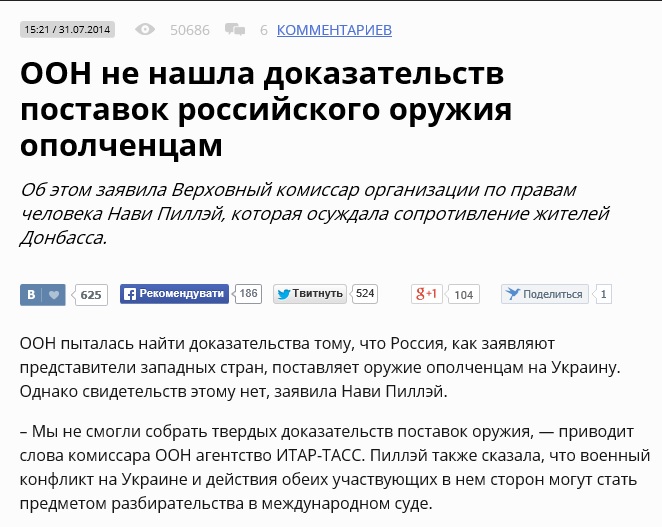 15:21 / 31.07.2014 50686 6 КОММЕНТАРИЕВ
ООН не нашла доказательств
поставок российского оружия
ополченцам
Об этом заявила Верховный комиссар организации по правам
человека Нави Пиллэй, которая осуждала сопротивление жителей
Донбасса.
В 625 Рекомендувати 186 Твитнуть 524 g+1 104 Поделиться 1
ООН пыталась найти доказательства тому, что Россия, как заявляют
представители западных стран, поставляет оружие ополченцам на Украину.
Однако свидетельств этому нет, заявила Нави Пиллэй.
– Мы не смогли собрать твердых доказательств поставок оружия, — приводит
слова комиссара ООН агентство ИТАР-ТАСС. Пиллэй также сказала, что военный
конфликт на Украине и действия обеих участвующих в нем сторон могут стать
предметом разбирательства в международном суде.